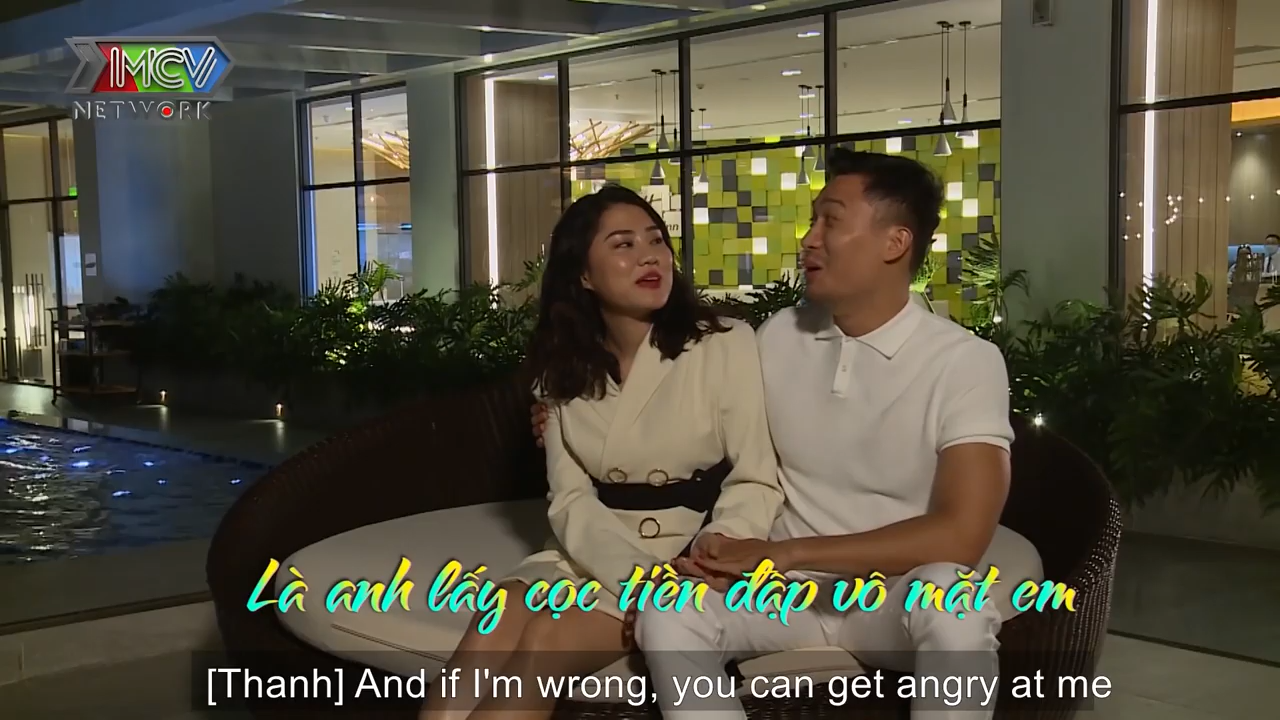 MCV
NETWORK
Là anh lấy cọc tiền đập vô mặt em
[Thanh] And if I'm wrong, you can get angry at me